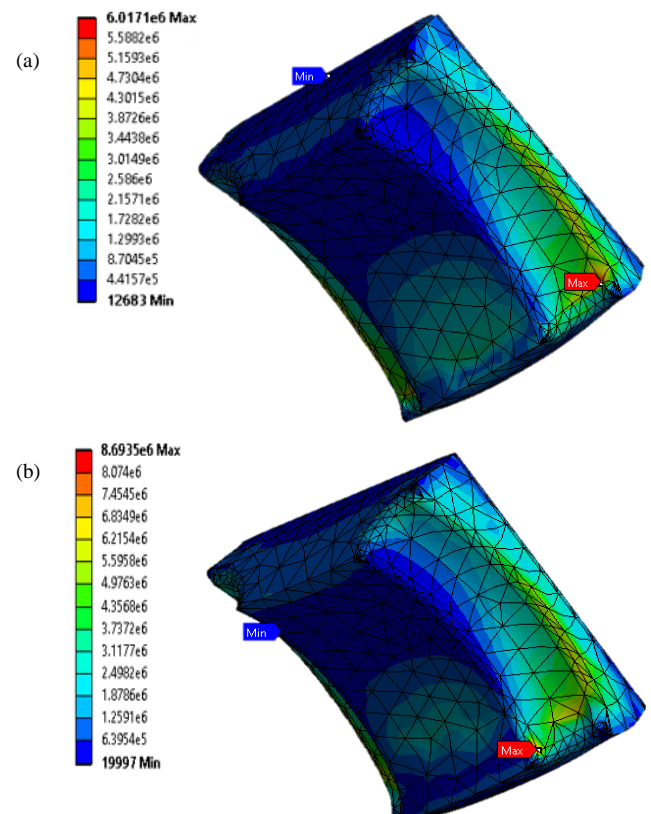 6.0171e6 Max
5.5882e6
(a)
5.1593e6
4.7304e6
Min
4.3015e6
3.8726e6
3.4438e6
3.0149e6
2.586e6
2.1571e6
1.7282e6
1.2993e6
8.7045e5
Max
4.4157e5
12683 Min
8.6935e6 Max
(b)
8.074e6
7.4545e6
6.8349e6
6.2154e6
5.5958e6
4.9763e6
4.3568e6
Min
3.7372e6
3.1177e6
2.4982e6
1.8786e6
1.2591e6
Max
6.3954e5
19997 Min